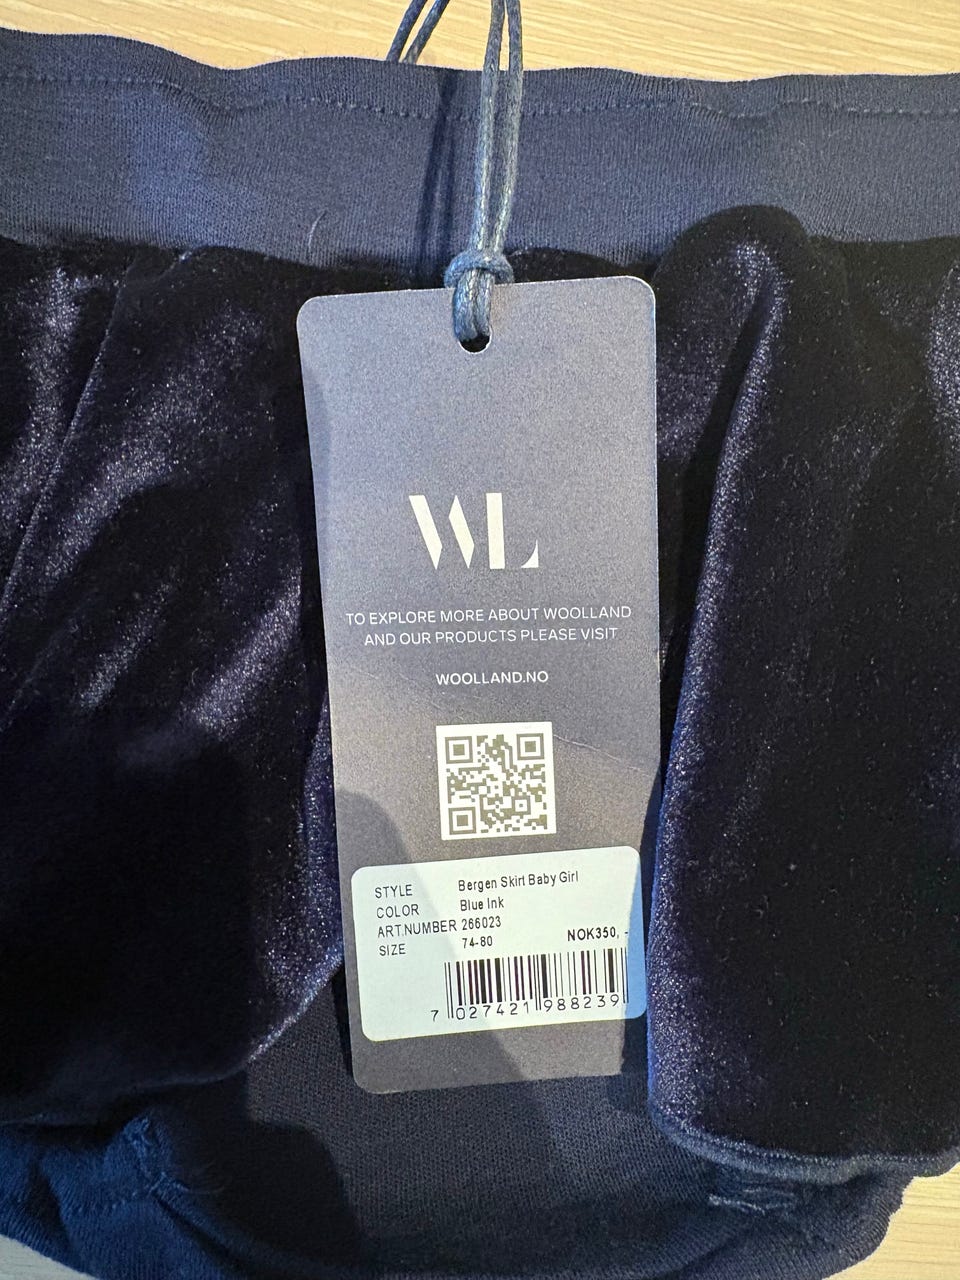 WL
TO EXPLORE MORE ABOUT WOOLLAND
AND OUR PRODUCTS PLEASE VISIT
WOOLLAND.NO
STYLE Bergen Skirt Baby Girl
COLOR Blue Ink
ART.NUMBER 266023
SIZE 74-80 NOK350, -
7 027421 988239